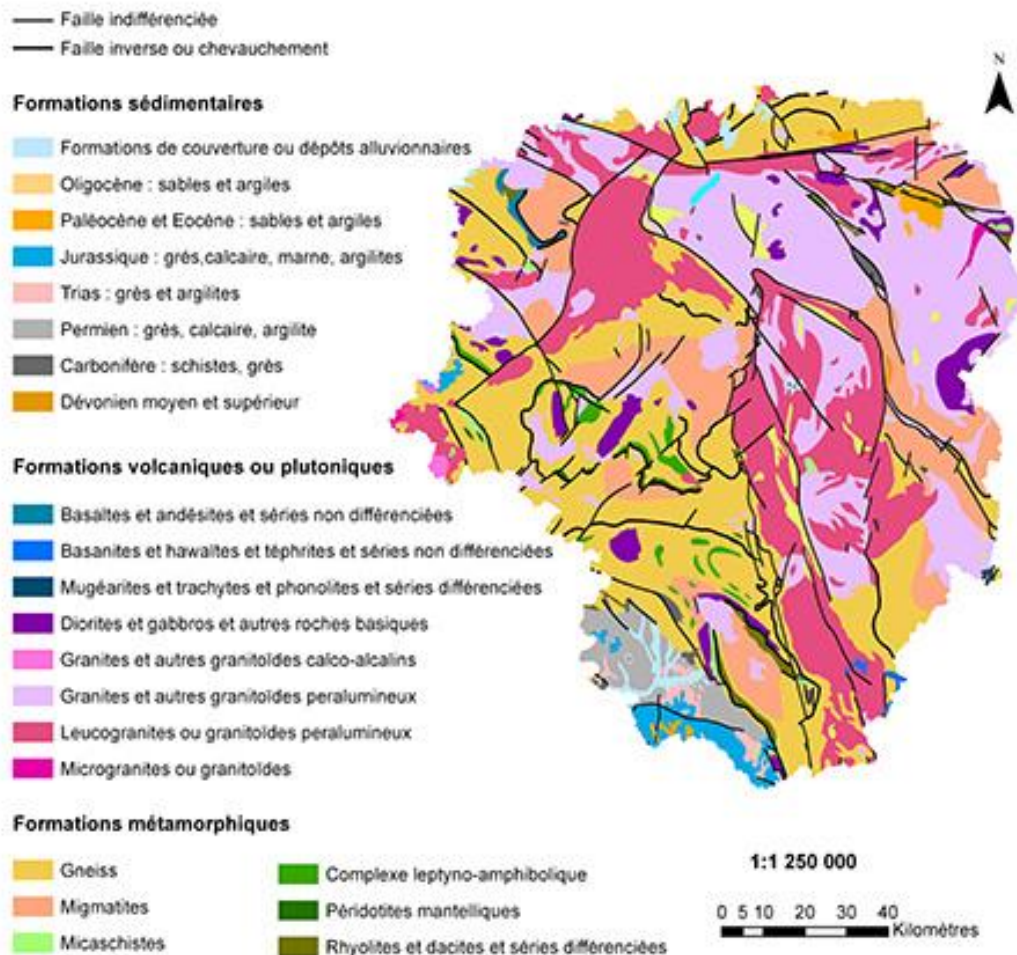 Faille indifférenciée
Faille inverse ou chevauchement
N
Formations sédimentaires
Formations de couverture ou dépôts alluvionnaires
Oligocène : sables et argiles
Paléocène et Eocène : sables et argiles
Jurassique : grés,calcaire, marne, argilites
Trias : grès et argilites
Permien : grès, calcaire, argilite
Carbonifère : schistes, grès
Dévonien moyen et supérieur
Formations volcaniques ou plutoniques
Basaltes et andésites et séries non différenciées
Basanites et hawaïtes et téphrites et séries non différenciées
Mugéarites et trachytes et phonolites et séries différenciées
Diorites et gabbros et autres roches basiques
Granites et autres granitoïdes calco-alcalins
Granites et autres granitoïdes peralumineux
Leucogranites ou granitoïdes peralumineux
Microgranites ou granitoïdes
Formations métamorphiques
Gneiss
Migmatites
Micaschistes
Complexe leptyno-amphibolique
Péridotites mantelliques
Rhyolites et dacites et séries différenciées
1:1 250 000
0 5 10 20 30 40
Kilomètres